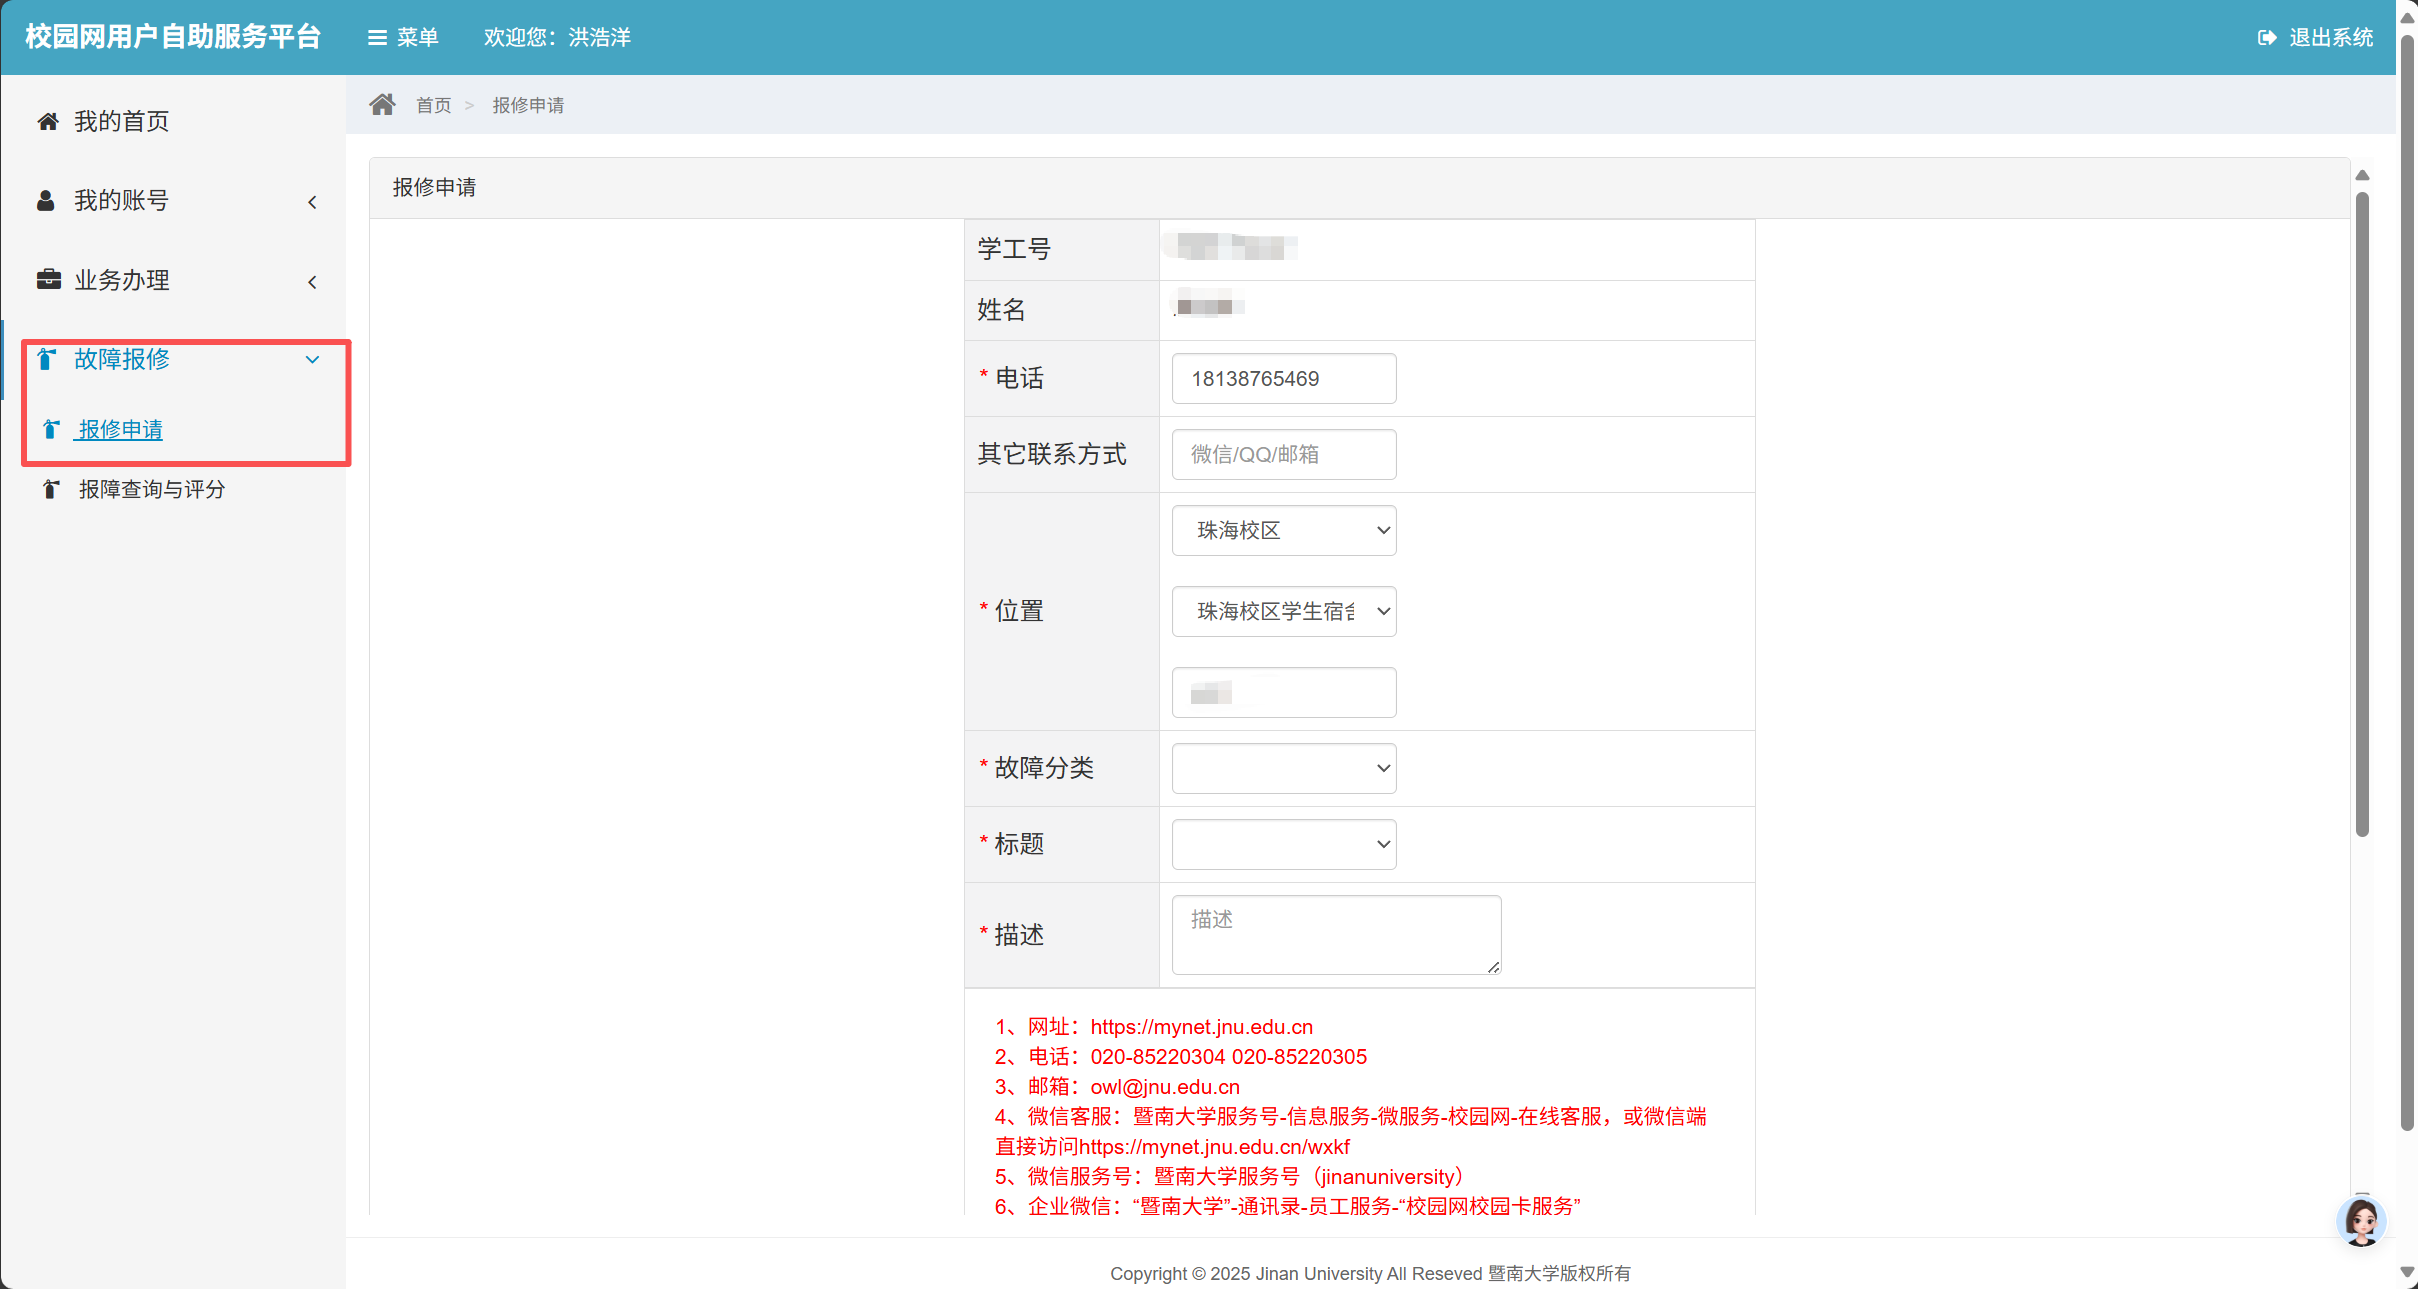 校园网用户自助服务平台 菜单 欢迎您：洪浩洋 退出系统
首页 > 报修申请
我的首页
我的账号
业务办理
故障报修
报修申请
报障查询与评分
报修申请
学工号
姓名
* 电话 18138765469
其它联系方式 微信/QQ/邮箱
珠海校区
* 位置 珠海校区学生宿舍
* 故障分类
* 标题
* 描述 描述
1、网址：https://mynet.jnu.edu.cn
2、电话：020-85220304 020-85220305
3、邮箱：owl@jnu.edu.cn
4、微信客服：暨南大学服务号-信息服务-微服务-校园网-在线客服，或微信端
直接访问https://mynet.jnu.edu.cn/wxkf
5、微信服务号：暨南大学服务号（jinanuniversity）
6、企业微信：“暨南大学”-通讯录-员工服务-“校园网校园卡服务”
Copyright © 2025 Jinan University All Reseved 暨南大学版权所有